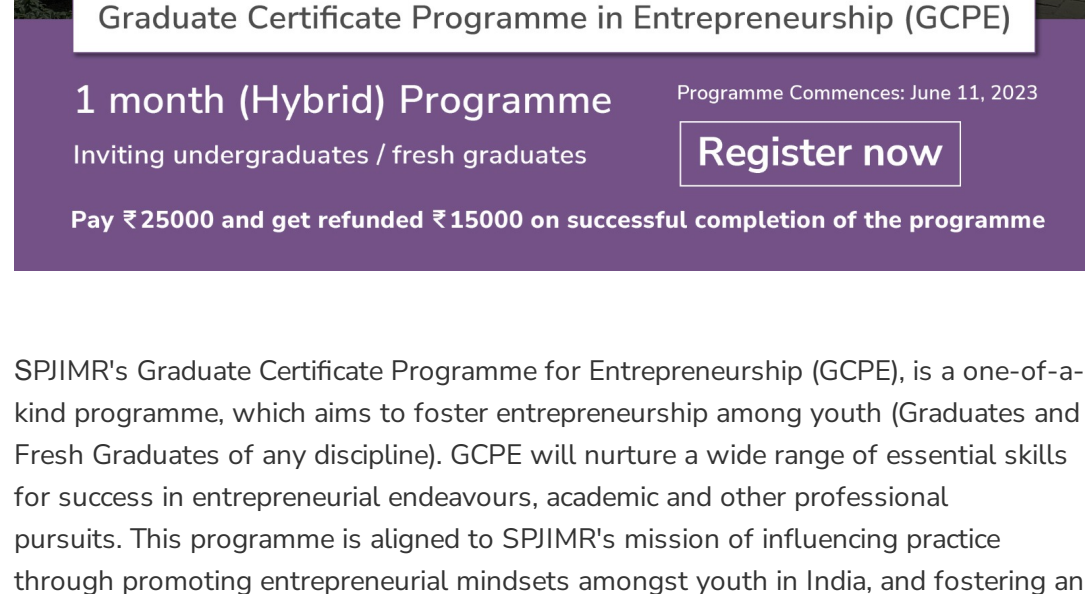 Graduate Certificate Programme in Entrepreneurship (GCPE)
1 month (Hybrid) Programme
Programme Commences: June 11, 2023
Inviting undergraduates / fresh graduates
Register now
Pay ₹25000 and get refunded ₹15000 on successful completion of the programme
SPJIMR's Graduate Certificate Programme for Entrepreneurship (GCPE), is a one-of-a-
kind programme, which aims to foster entrepreneurship among youth (Graduates and
Fresh Graduates of any discipline). GCPE will nurture a wide range of essential skills
for success in entrepreneurial endeavours, academic and other professional
pursuits. This programme is aligned to SPJIMR's mission of influencing practice
through promoting entrepreneurial mindsets amongst youth in India, and fostering an